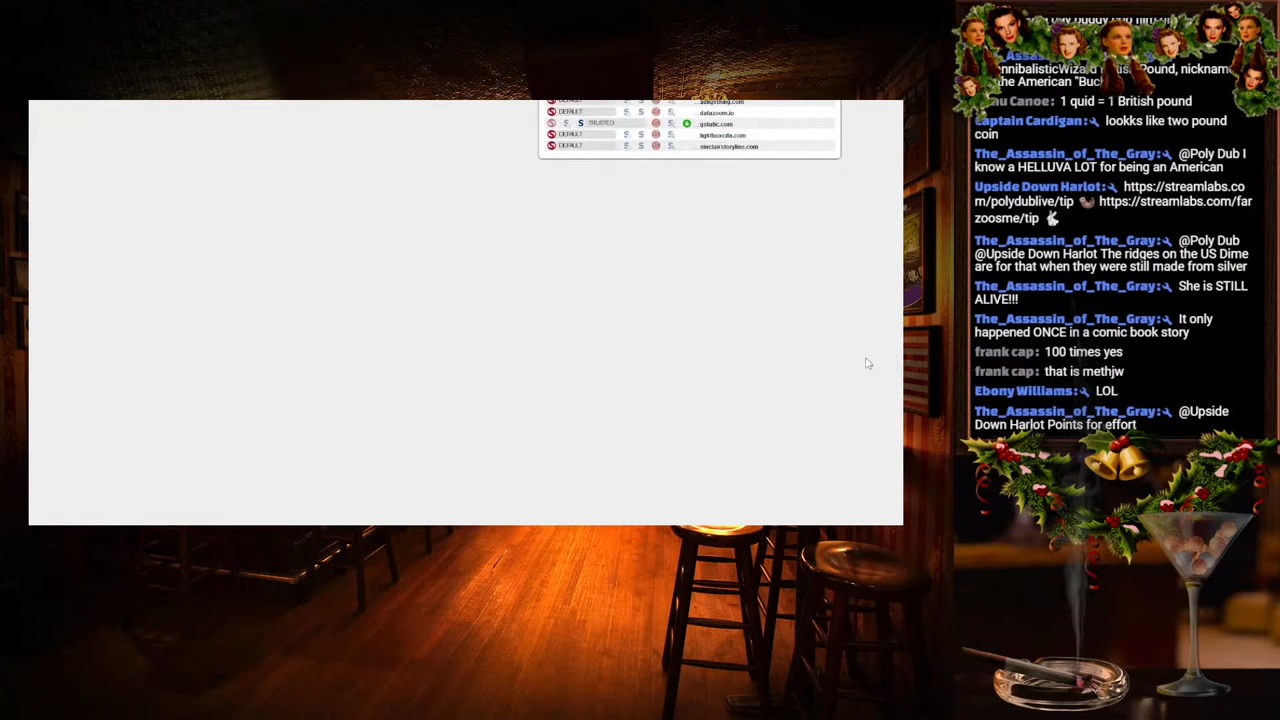 DEFAULT
DEFAULT
...datazoom.io
TRUSTED
...gstatic.com
DEFAULT
...lightboxcdn.com
DEFAULT
...sinclairstoryline.com
the American "Buc
Canoe: 1 quid = 1 British pound
Captain Cardigan: lookks like two pound
coin
The_Assassin_of_The_Gray: @Poly Dub I
know a HELLUVA LOT for being an American
Upside Down Harlot: https://streamlabs.co
m/polydublive/tip https://streamlabs.com/far
zoosme/tip
The_Assassin_of_The_Gray: @Poly Dub
@Upside Down Harlot The ridges on the US Dime
are for that when they were still made from silver
The_Assassin_of_The_Gray: She is STILL
ALIVE!!!
The_Assassin_of_The_Gray: It only
happened ONCE in a comic book story
frank cap: 100 times yes
frank cap: that is methjw
Ebony Williams: LOL
The_Assassin_of_The_Gray: @Upside
Down Harlot Points for effort